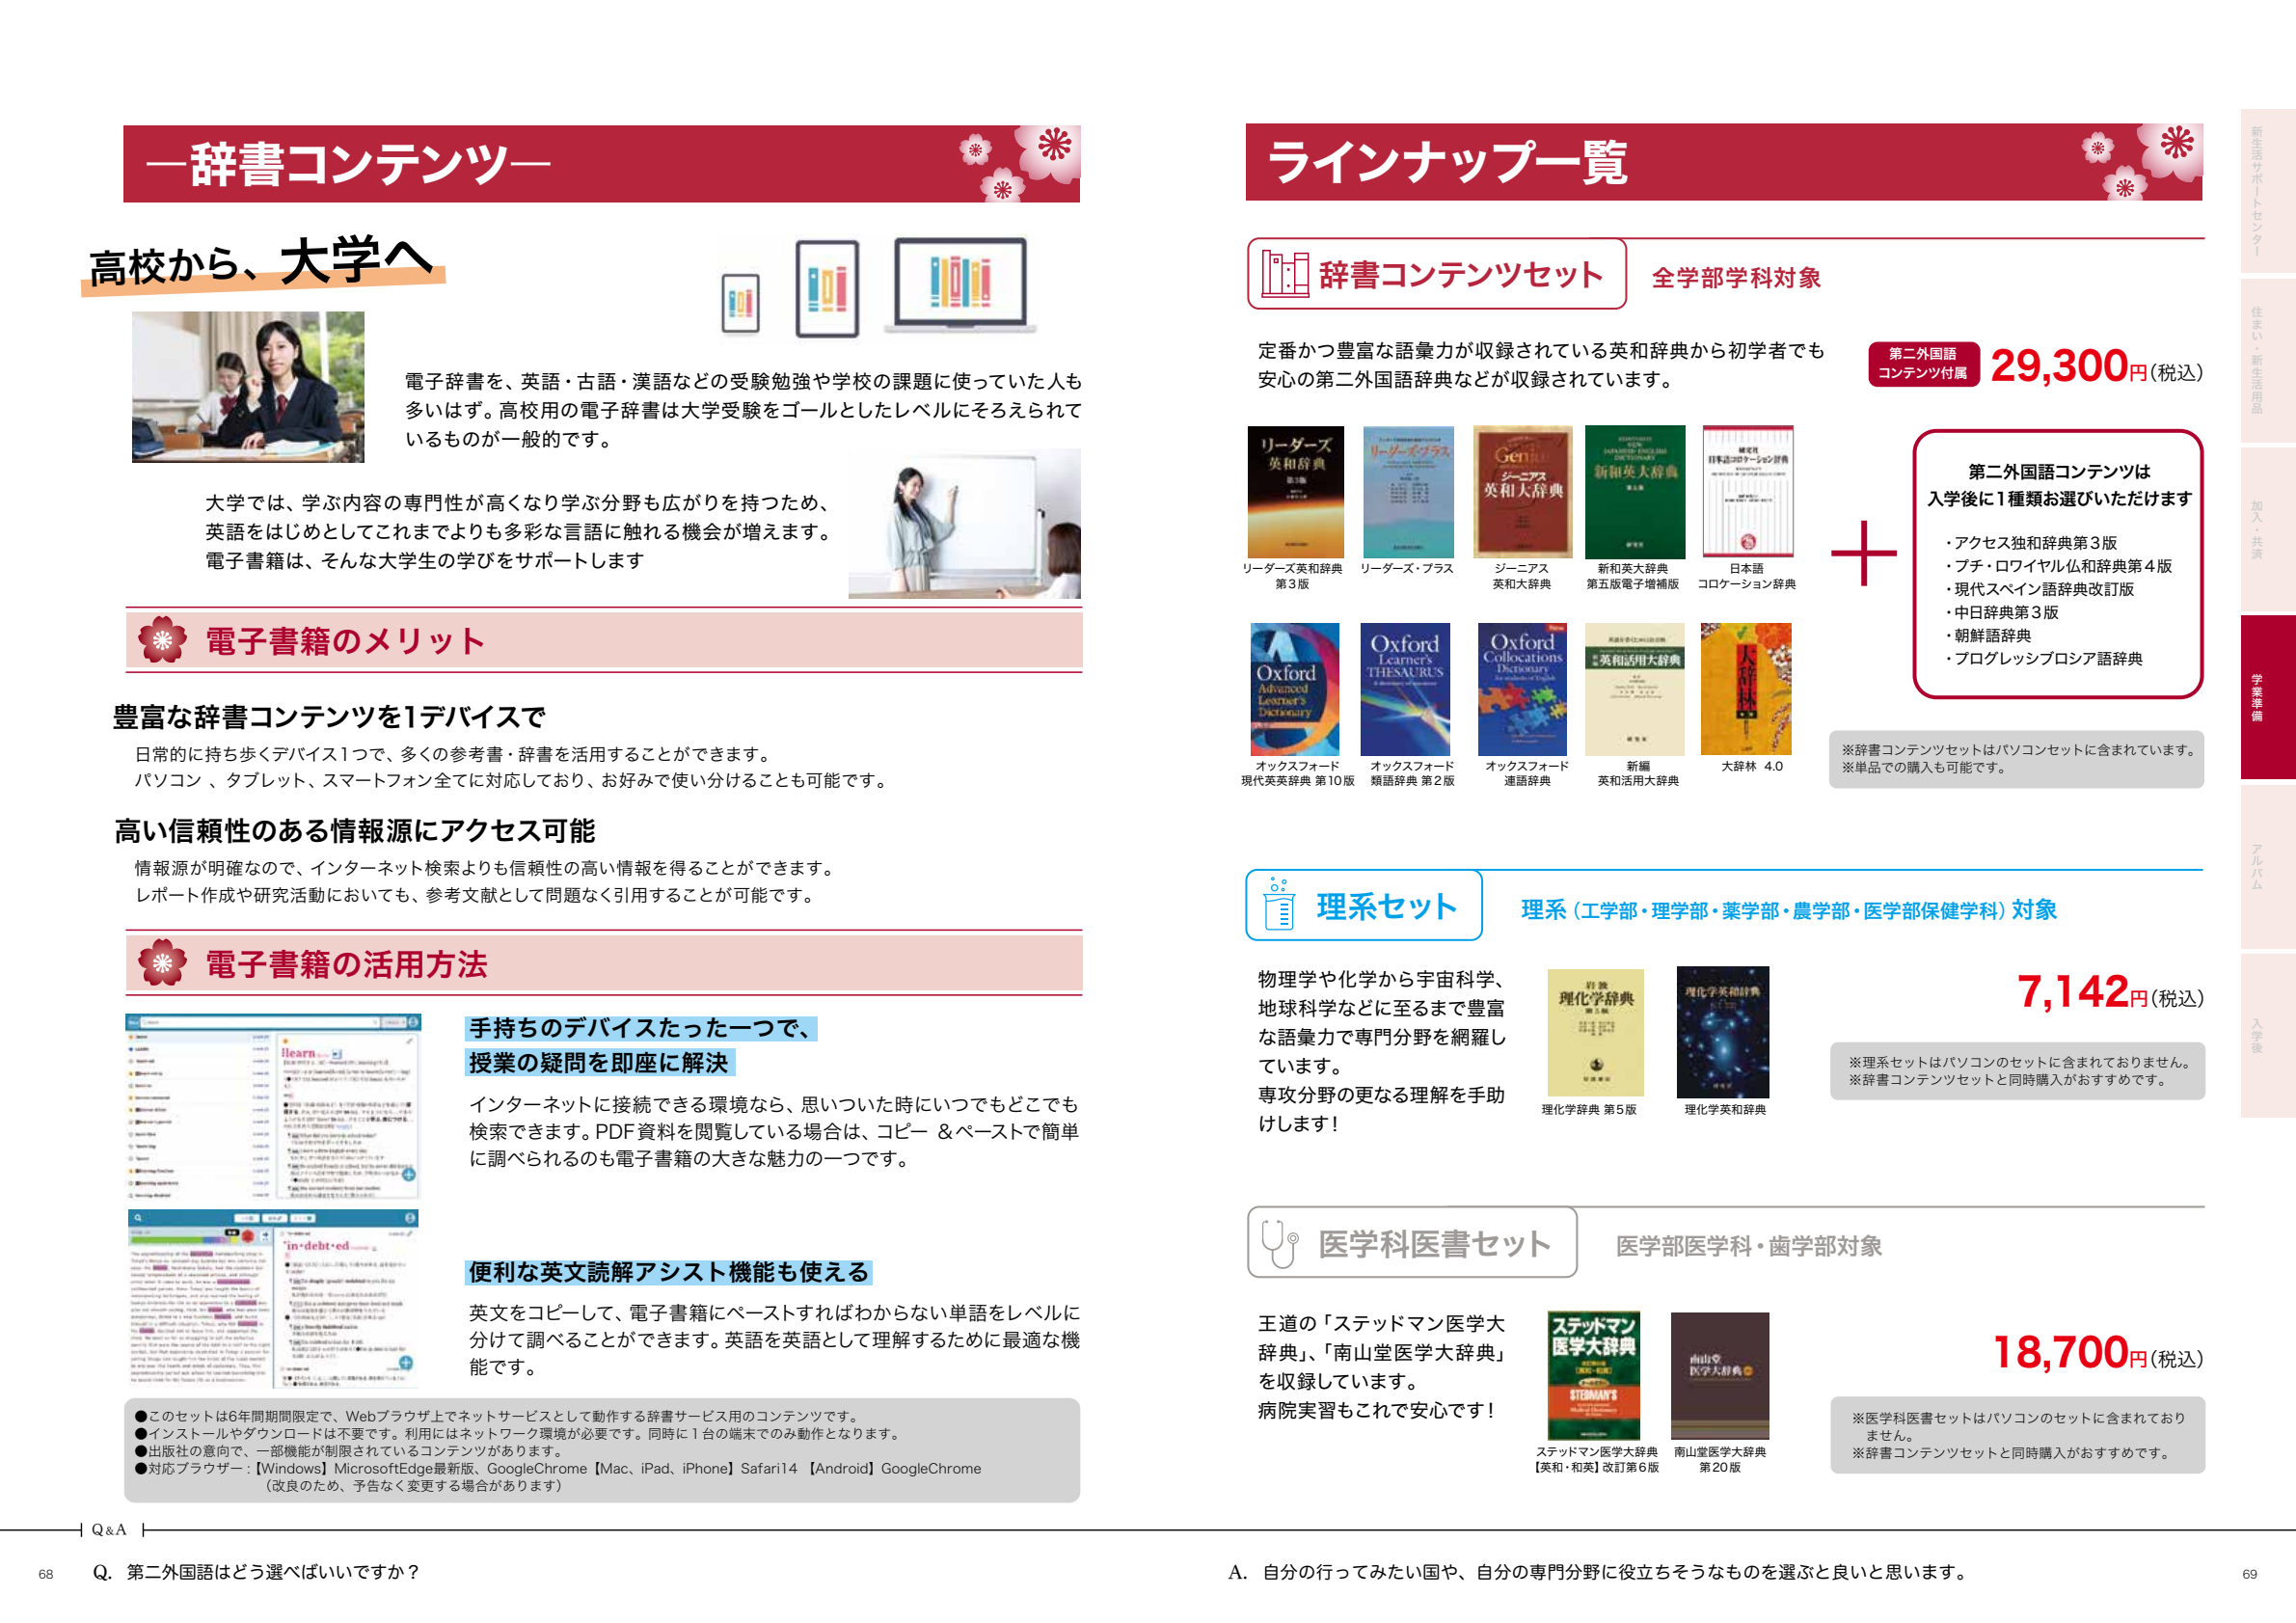 ―辞書コンテンツ―
高校から、大学へ
電子辞書を、英語・古語・漢語などの受験勉強や学校の課題に使っていた人も
多いはず。高校用の電子辞書は大学受験をゴールとしたレベルにそろえられて
いるものが一般的です。
大学では、学ぶ内容の専門性が高くなり学ぶ分野も広がりを持つため、
英語をはじめとしてこれまでよりも多彩な言語に触れる機会が増えます。
電子書籍は、そんな大学生の学びをサポートします
電子書籍のメリット
豊富な辞書コンテンツを1デバイスで
日常的に持ち歩くデバイス1つで、多くの参考書・辞書を活用することができます。
パソコン 、タブレット、スマートフォン全てに対応しており、お好みで使い分けることも可能です。
高い信頼性のある情報源にアクセス可能
情報源が明確なので、インターネット検索よりも信頼性の高い情報を得ることができます。
レポート作成や研究活動においても、参考文献として問題なく引用することが可能です。
電子書籍の活用方法
learn
手持ちのデバイスたった一つで、
授業の疑問を即座に解決
インターネットに接続できる環境なら、思いついた時にいつでもどこでも
検索できます。PDF資料を閲覧している場合は、コピー ＆ペーストで簡単
に調べられるのも電子書籍の大きな魅力の一つです。
in·debt·ed
便利な英文読解アシスト機能も使える
英文をコピーして、電子書籍にペーストすればわからない単語をレベルに
分けて調べることができます。英語を英語として理解するために最適な機
能です。
●このセットは6年間期間限定で、Webブラウザ上でネットサービスとして動作する辞書サービス用のコンテンツです。
●インストールやダウンロードは不要です。利用にはネットワーク環境が必要です。同時に１台の端末でのみ動作となります。
●出版社の意向で、一部機能が制限されているコンテンツがあります。
●対応ブラウザー：【Windows】MicrosoftEdge最新版、GoogleChrome【Mac、iPad、iPhone】Safari14 【Android】GoogleChrome
（改良のため、予告なく変更する場合があります）
Q&A
68
Q. 第二外国語はどう選べばいいですか？
ラインナップ一覧
辞書コンテンツセット
全学部学科対象
定番かつ豊富な語彙力が収録されている英和辞典から初学者でも
安心の第二外国語辞典などが収録されています。
第二外国語
コンテンツ付属
29,300円(税込)
リーダーズ
英和辞典
第3版
リーダーズ・プラス
Genius
ジーニアス
英和大辞典
新和英大辞典
研究社
日本語コロケーション辞典
リーダーズ英和辞典
第３版
リーダーズ・プラス
ジーニアス
英和大辞典
新和英大辞典
第五版電子増補版
日本語
コロケーション辞典
Oxford
Advanced
Learner's
Dictionary
Oxford
Learner's
THESAURUS
Oxford
Collocations
Dictionary
英和活用大辞典
大辞林
オックスフォード
現代英英辞典 第10版
オックスフォード
類語辞典 第２版
オックスフォード
連語辞典
新編
英和活用大辞典
大辞林 4.0
＋
第二外国語コンテンツは
入学後に1種類お選びいただけます
・アクセス独和辞典第３版
・プチ・ロワイヤル仏和辞典第４版
・現代スペイン語辞典改訂版
・中日辞典第３版
・朝鮮語辞典
・プログレッシブロシア語辞典
※辞書コンテンツセットはパソコンセットに含まれています。
※単品での購入も可能です。
理系セット
理系（工学部・理学部・薬学部・農学部・医学部保健学科）対象
物理学や化学から宇宙科学、
地球科学などに至るまで豊富
な語彙力で専門分野を網羅し
ています。
専攻分野の更なる理解を手助
けします！
岩波
理化学辞典
第5版
理化学英和辞典
理化学辞典 第5版
理化学英和辞典
7,142円(税込)
※理系セットはパソコンのセットに含まれておりません。
※辞書コンテンツセットと同時購入がおすすめです。
医学科医書セット
医学部医学科・歯学部対象
王道の「ステッドマン医学大
辞典」、「南山堂医学大辞典」
を収録しています。
病院実習もこれで安心です！
ステッドマン
医学大辞典
STEDMAN'S
Medical Dictionary
南山堂
医学大辞典
ステッドマン医学大辞典
【英和・和英】改訂第６版
南山堂医学大辞典
第20版
18,700円(税込)
※医学科医書セットはパソコンのセットに含まれており
ません。
※辞書コンテンツセットと同時購入がおすすめです。
A. 自分の行ってみたい国や、自分の専門分野に役立ちそうなものを選ぶと良いと思います。
69
新生活サポートセンター
住まい・新生活用品
加入・共済
学業準備
アルバム
入学後